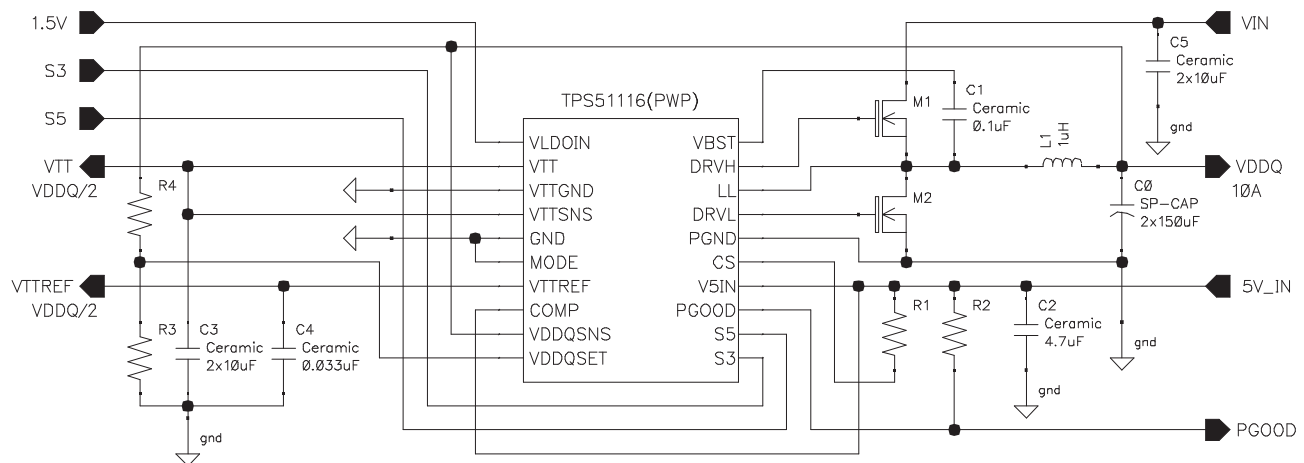 1.5V
S3
S5
VTT
VDDQ/2
VTTREF
VDDQ/2
R4
R3
C3
Ceramic
2x10uF
C4
Ceramic
0.033uF
gnd
TPS51116(PWP)
VLDOIN
VTT
VTTGND
VTTSNS
GND
MODE
VTTREF
COMP
VDDQSNS
VDDQSET
VBST
DRVH
LL
DRVL
PGND
CS
V5IN
PGOOD
S5
S3
M1
M2
C1
Ceramic
0.1uF
L1
1uH
C5
Ceramic
2x10uF
gnd
VIN
VDDQ
10A
C0
SP-CAP
2x150uF
gnd
5V_IN
R1
R2
C2
Ceramic
4.7uF
gnd
PGOOD